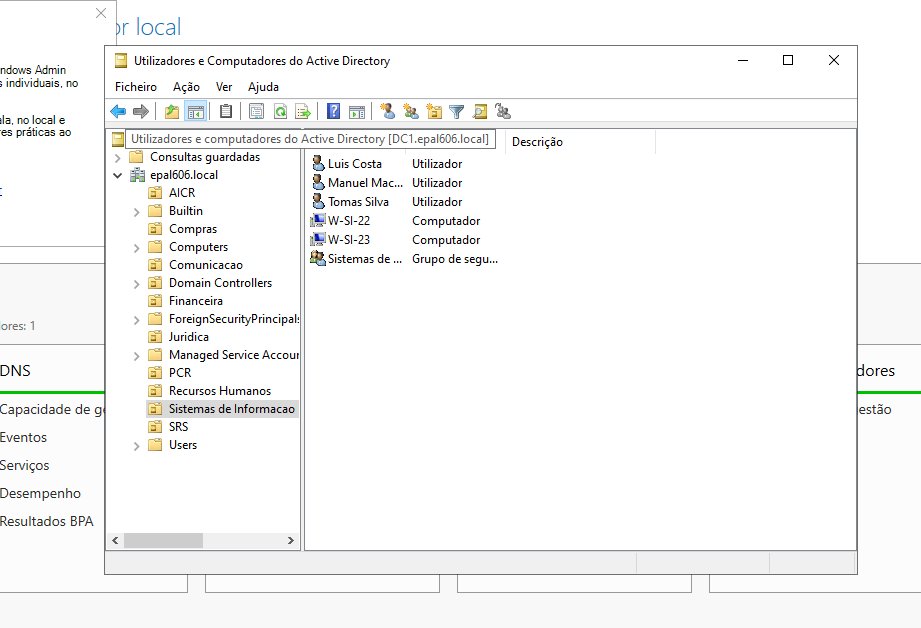 or local
ndows Admin
s individuais, no
ala, no local e
res práticas ao
ores: 1
DNS
Capacidade de ge
Eventos
Serviços
Desempenho
Resultados BPA
Utilizadores e Computadores do Active Directory
Ficheiro Ação Ver Ajuda
Utilizadores e computadores do Active Directory [DC1.epal606.local]
Consultas guardadas
epal606.local
AICR
Builtin
Compras
Computers
Comunicacao
Domain Controllers
Financeira
ForeignSecurityPrincipals
Juridica
Managed Service Accoun
PCR
Recursos Humanos
Sistemas de Informacao
SRS
Users
Descrição
Luis Costa Utilizador
Manuel Mac... Utilizador
Tomas Silva Utilizador
W-SI-22 Computador
W-SI-23 Computador
Sistemas de ... Grupo de segu...
dores
estão